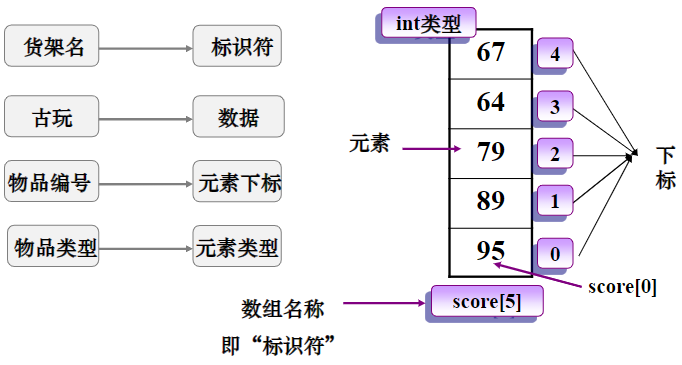 货架名
标识符
古玩
数据
物品编号
元素下标
物品类型
元素类型
int类型
67
4
64
3
元素
79
2
下标
89
1
95
0
score[0]
score[5]
数组名称
即“标识符”